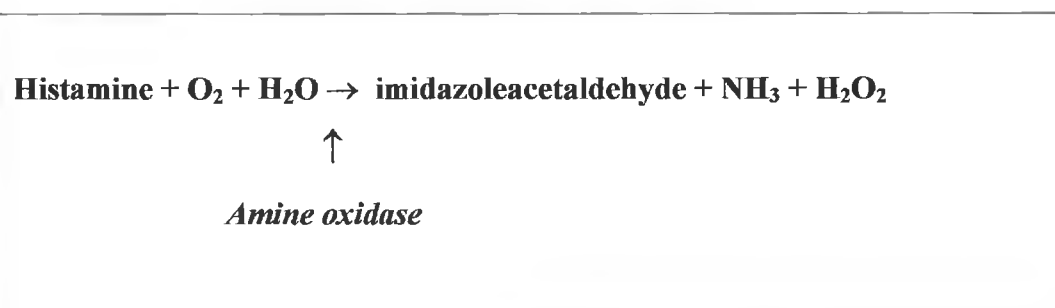 Histamine + O₂ + H₂O → imidazoleacetaldehyde + NH₃ + H₂O₂
↑
Amine oxidase